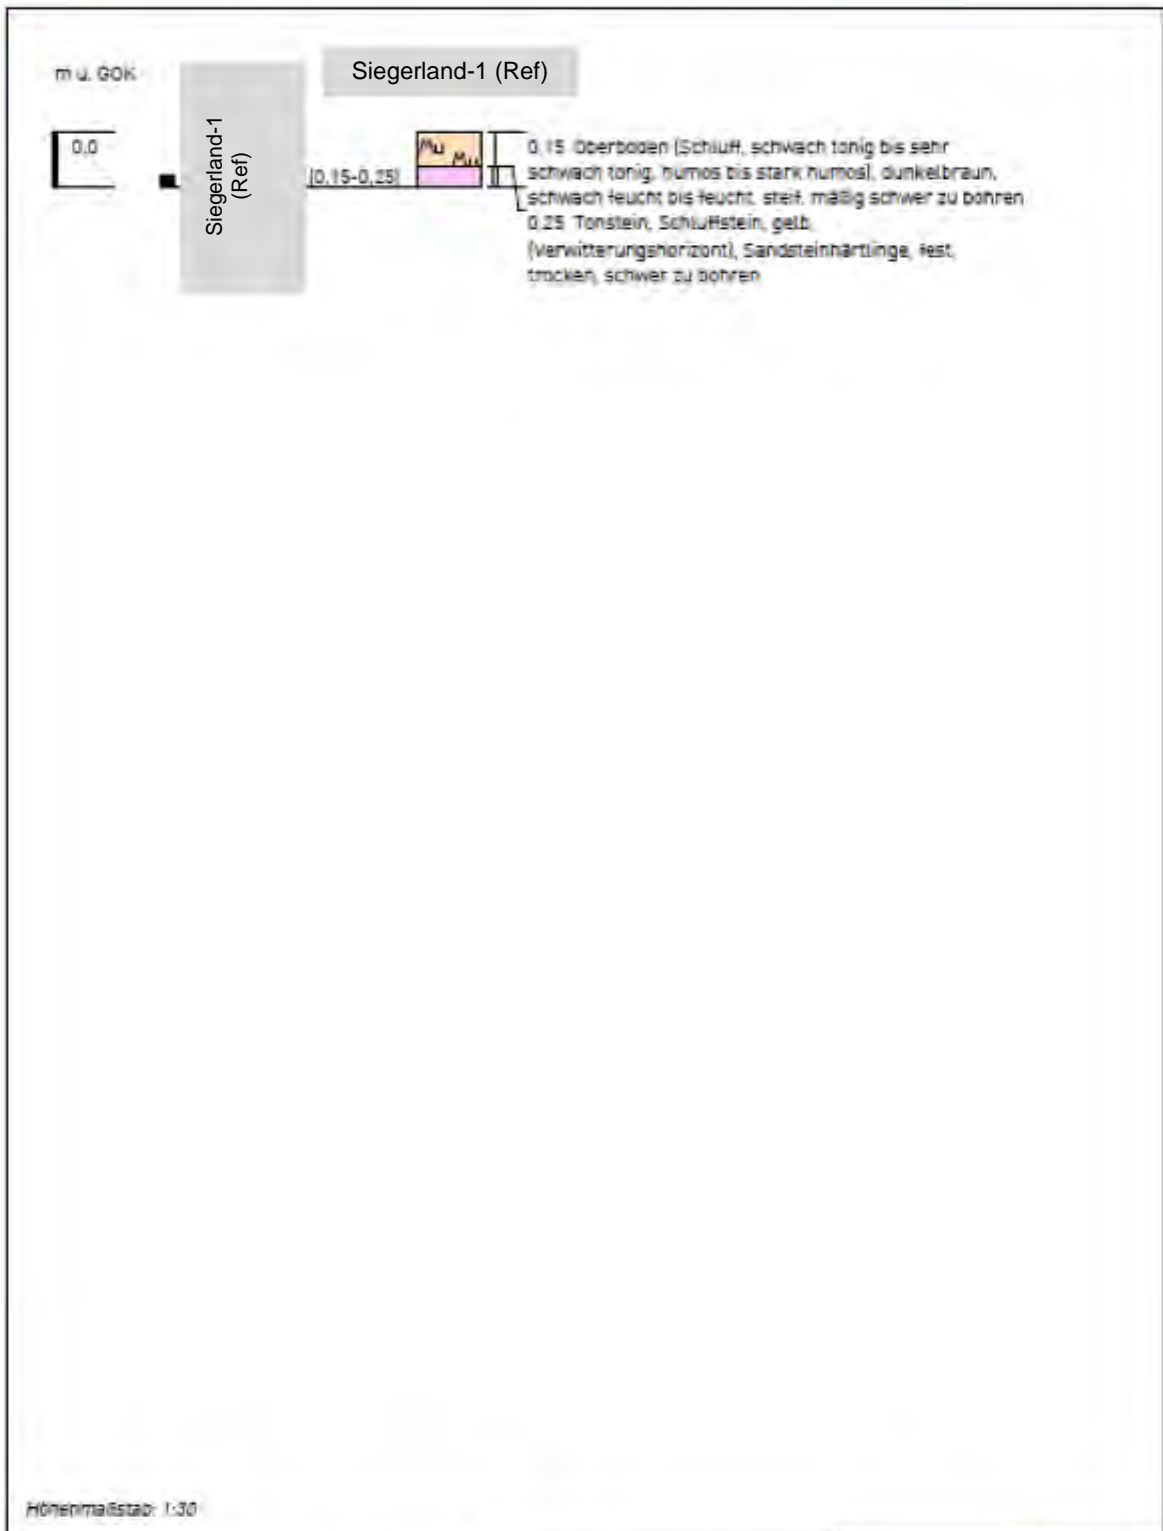 m u. GOK
Siegerland-1 (Ref)
Siegerland-1
(Ref)
0,0
(0,15-0,25)
Mu Mu
0,15 Oberboden (Schluff, schwach tonig bis sehr
schwach tonig, humos bis stark humos), dunkelbraun,
schwach feucht bis feucht, steif, mäßig schwer zu bohren
0,25 Tonstein, Schluffstein, gelb,
(Verwitterungshorizont), Sandsteinhärtlinge, fest,
trocken, schwer zu bohren
Höhenmaßstab: 1:30